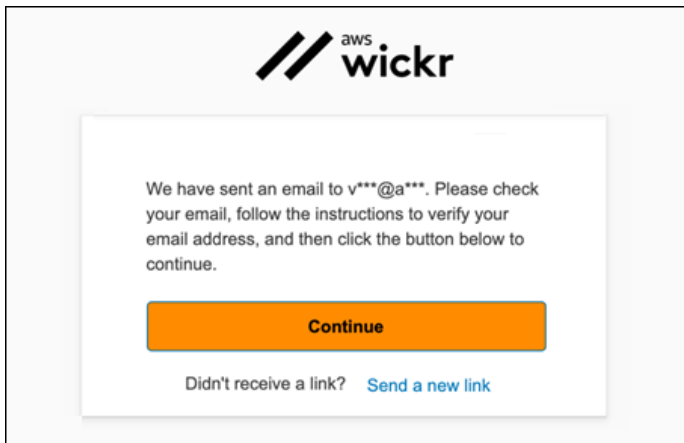 aws
wickr
We have sent an email to v***@a***. Please check
your email, follow the instructions to verify your
email address, and then click the button below to
continue.
Continue
Didn't receive a link? Send a new link